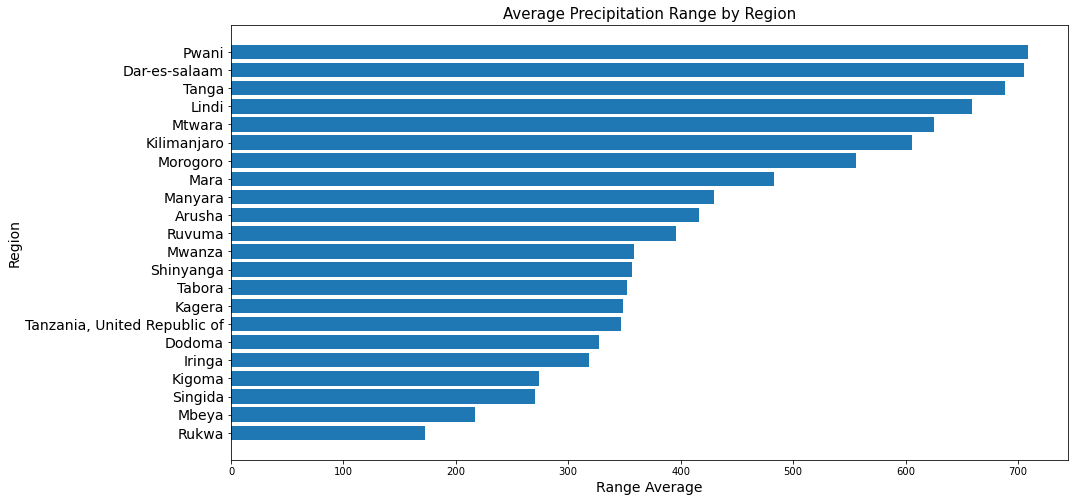 Average Precipitation Range by Region
Region
Pwani
Dar-es-salaam
Tanga
Lindi
Mtwara
Kilimanjaro
Morogoro
Mara
Manyara
Arusha
Ruvuma
Mwanza
Shinyanga
Tabora
Kagera
Tanzania, United Republic of
Dodoma
Iringa
Kigoma
Singida
Mbeya
Rukwa
0 100 200 300 400 500 600 700
Range Average